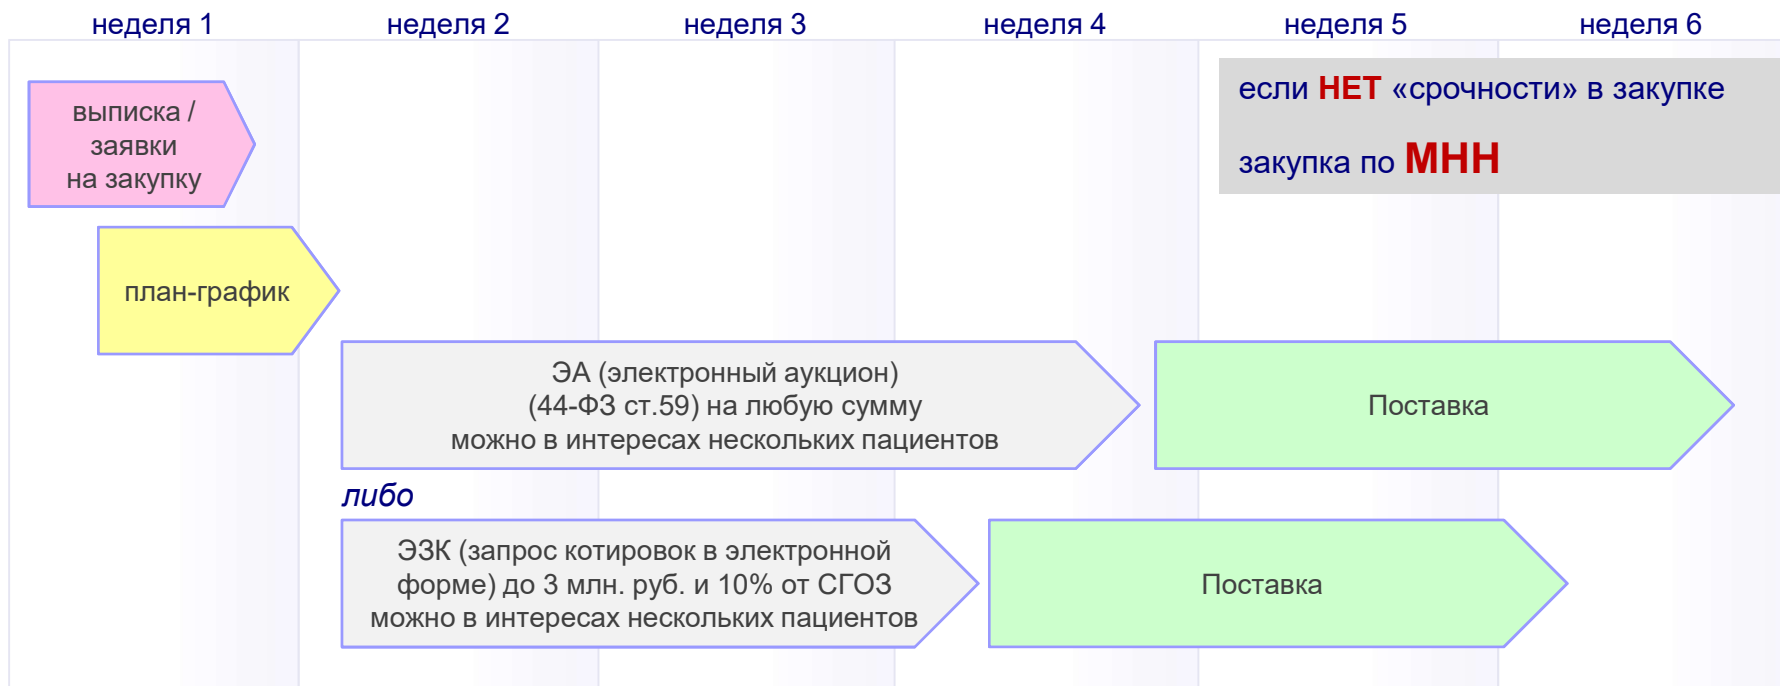 неделя 1
неделя 2
неделя 3
неделя 4
неделя 5
неделя 6
если НЕТ «срочности» в закупке
закупка по МНН
выписка /
заявки
на закупку
план-график
ЭА (электронный аукцион)
(44-ФЗ ст.59) на любую сумму
можно в интересах нескольких пациентов
Поставка
либо
ЭЗК (запрос котировок в электронной
форме) до 3 млн. руб. и 10% от СГОЗ
можно в интересах нескольких пациентов
Поставка